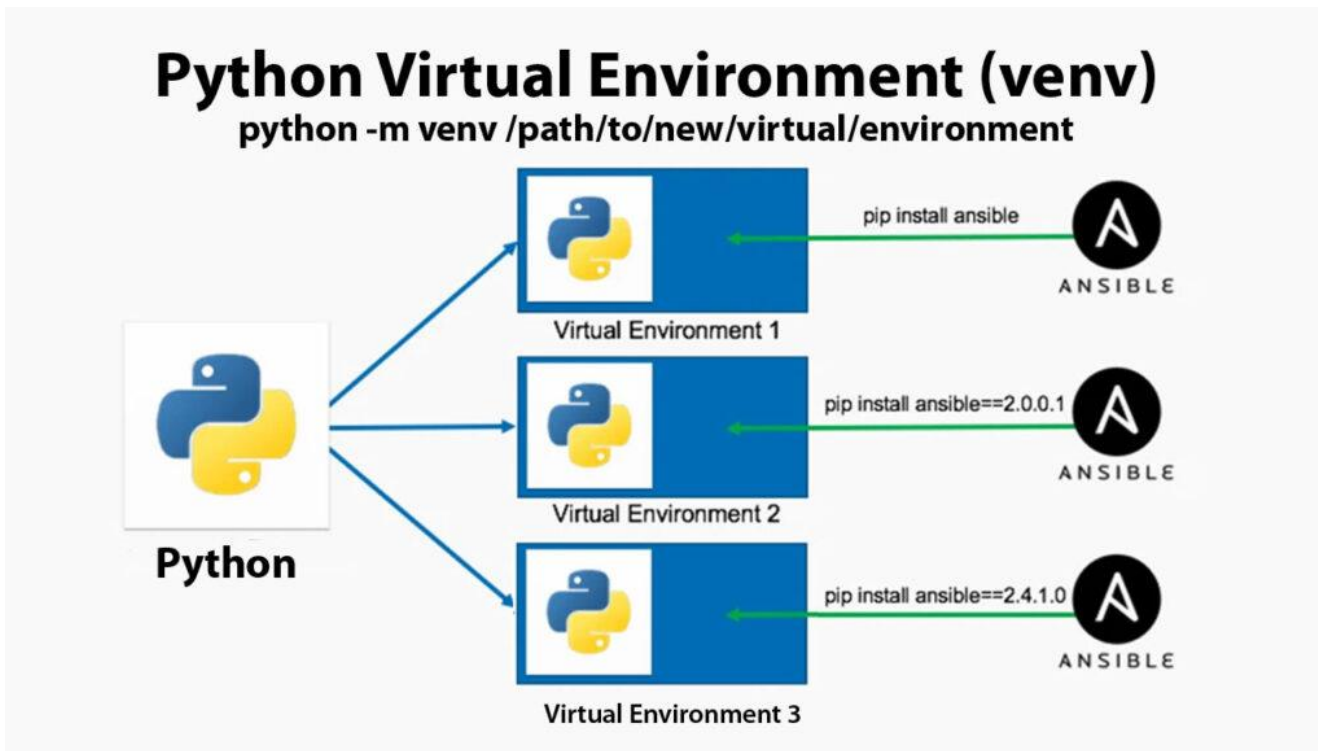 Python Virtual Environment (venv)
python -m venv /path/to/new/virtual/environment
pip install ansible
ANSIBLE
Virtual Environment 1
pip install ansible==2.0.0.1
ANSIBLE
Virtual Environment 2
Python
pip install ansible==2.4.1.0
ANSIBLE
Virtual Environment 3